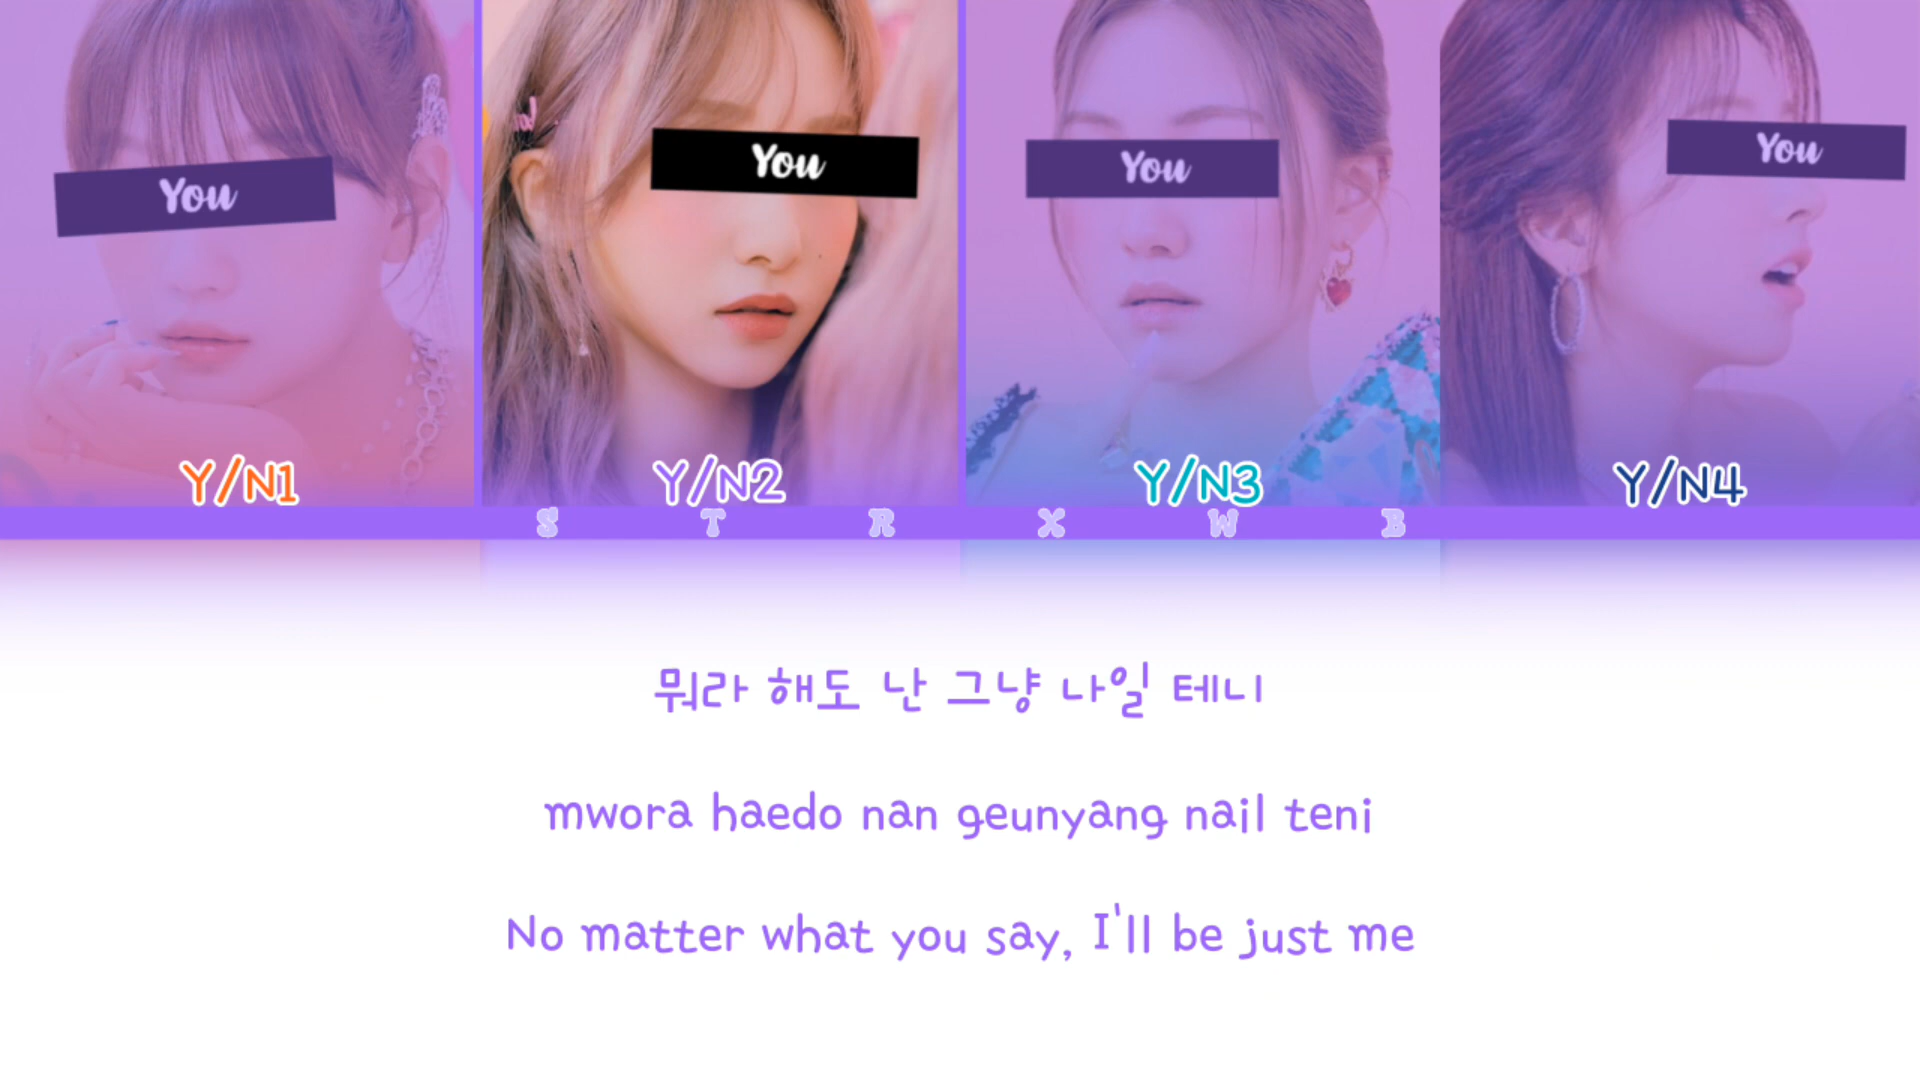 You
You
You
You
Y/N1
Y/N2
Y/N3
Y/N4
S T R X W B
뭐라 해도 난 그냥 나일 테니
mwora haedo nan geunyang nail teni
No matter what you say, I'll be just me